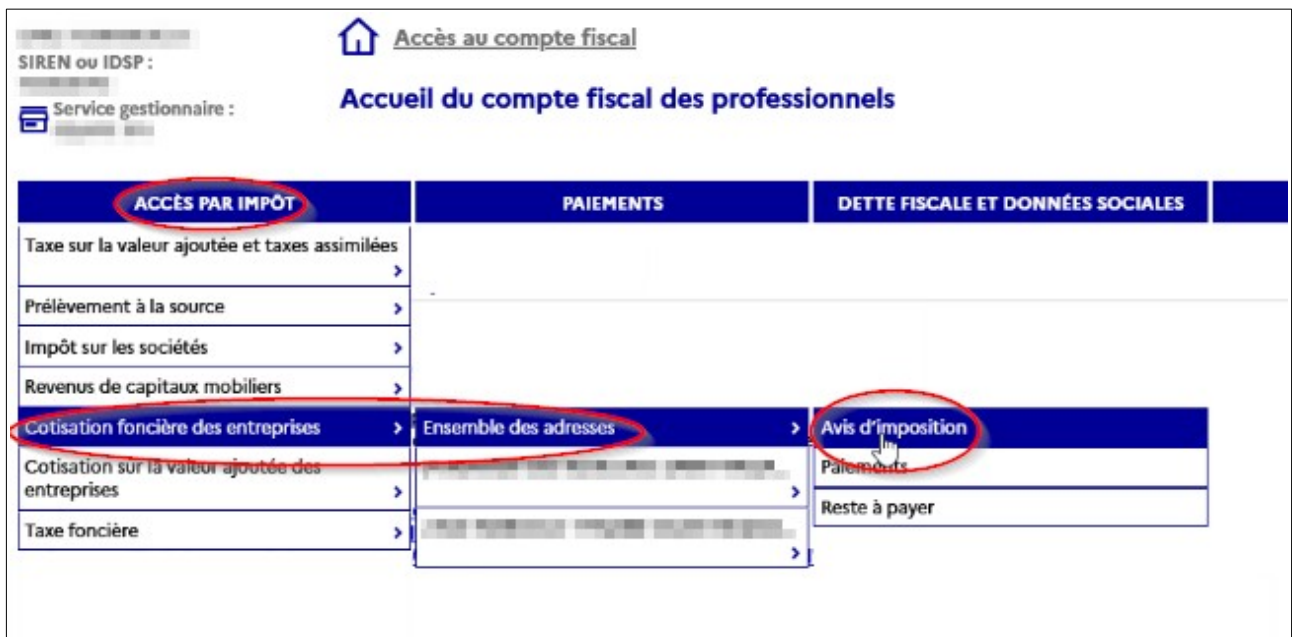 Accès au compte fiscal
SIREN ou IDSP :
Service gestionnaire :
Accueil du compte fiscal des professionnels
ACCÈS PAR IMPÔT
PAIEMENTS
DETTE FISCALE ET DONNÉES SOCIALES
Taxe sur la valeur ajoutée et taxes assimilées
Prélèvement à la source
Impôt sur les sociétés
Revenus de capitaux mobiliers
Cotisation foncière des entreprises
Ensemble des adresses
Avis d'imposition
Cotisation sur la valeur ajoutée des
entreprises
Paiements
Reste à payer
Taxe foncière